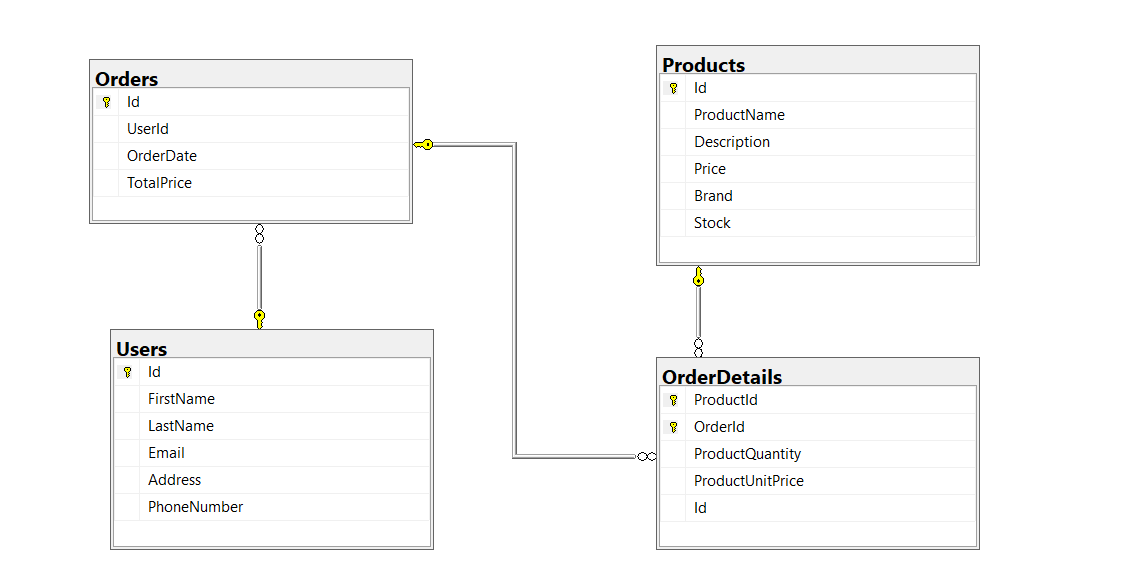 Orders
Id
UserId
OrderDate
TotalPrice
Products
Id
ProductName
Description
Price
Brand
Stock
Users
Id
FirstName
LastName
Email
Address
PhoneNumber
OrderDetails
ProductId
OrderId
ProductQuantity
ProductUnitPrice
Id